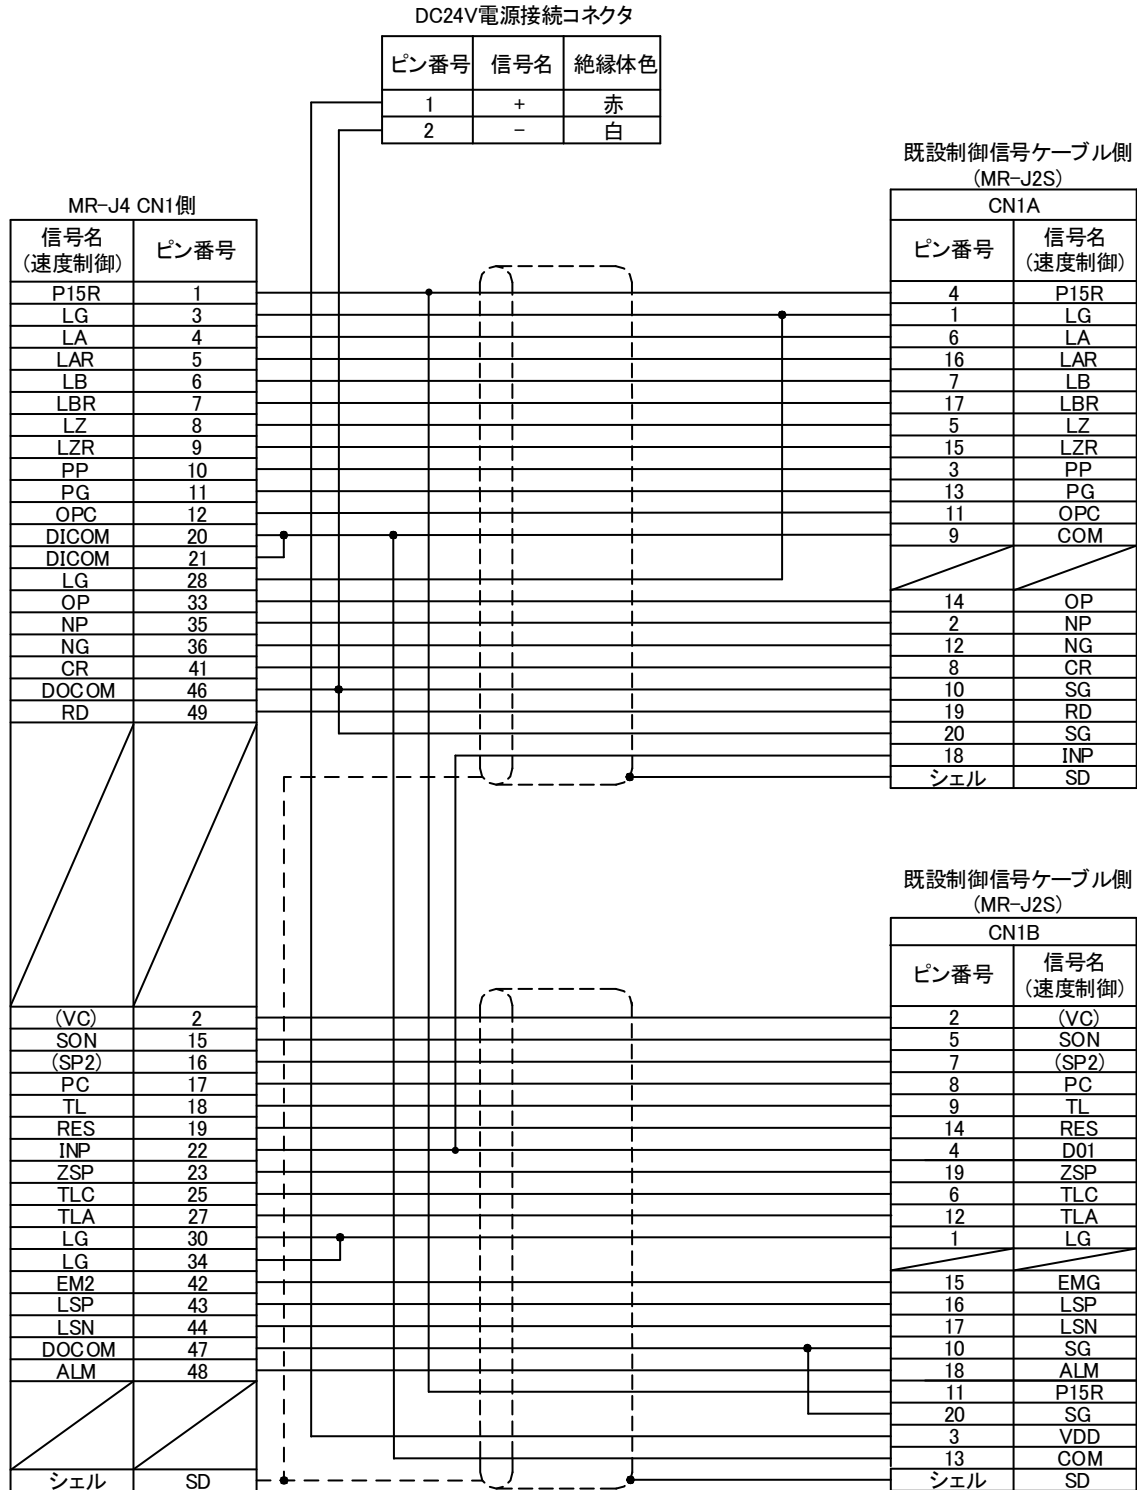 DC24V電源接続コネクタ
ピン番号 信号名 絶縁体色
1 + 赤
2 − 白
MR-J4 CN1側
信号名 (速度制御) ピン番号
P15R 1
LG 3
LA 4
LAR 5
LB 6
LBR 7
LZ 8
LZR 9
PP 10
PG 11
OPC 12
DICOM 20
DICOM 21
LG 28
OP 33
NP 35
NG 36
CR 41
DOCOM 46
RD 49
(VC) 2
SON 15
(SP2) 16
PC 17
TL 18
RES 19
INP 22
ZSP 23
TLC 25
TLA 27
LG 30
LG 34
EM2 42
LSP 43
LSN 44
DOCOM 47
ALM 48
シェル SD
既設制御信号ケーブル側
(MR-J2S)
CN1A
ピン番号 信号名 (速度制御)
4 P15R
1 LG
6 LA
16 LAR
7 LB
17 LBR
5 LZ
15 LZR
3 PP
13 PG
11 OPC
9 COM
14 OP
2 NP
12 NG
8 CR
10 SG
19 RD
20 SG
18 INP
シェル SD
既設制御信号ケーブル側
(MR-J2S)
CN1B
ピン番号 信号名 (速度制御)
2 (VC)
5 SON
7 (SP2)
8 PC
9 TL
14 RES
4 D01
19 ZSP
6 TLC
12 TLA
1 LG
15 EMG
16 LSP
17 LSN
10 SG
18 ALM
11 P15R
20 SG
3 VDD
13 COM
シェル SD